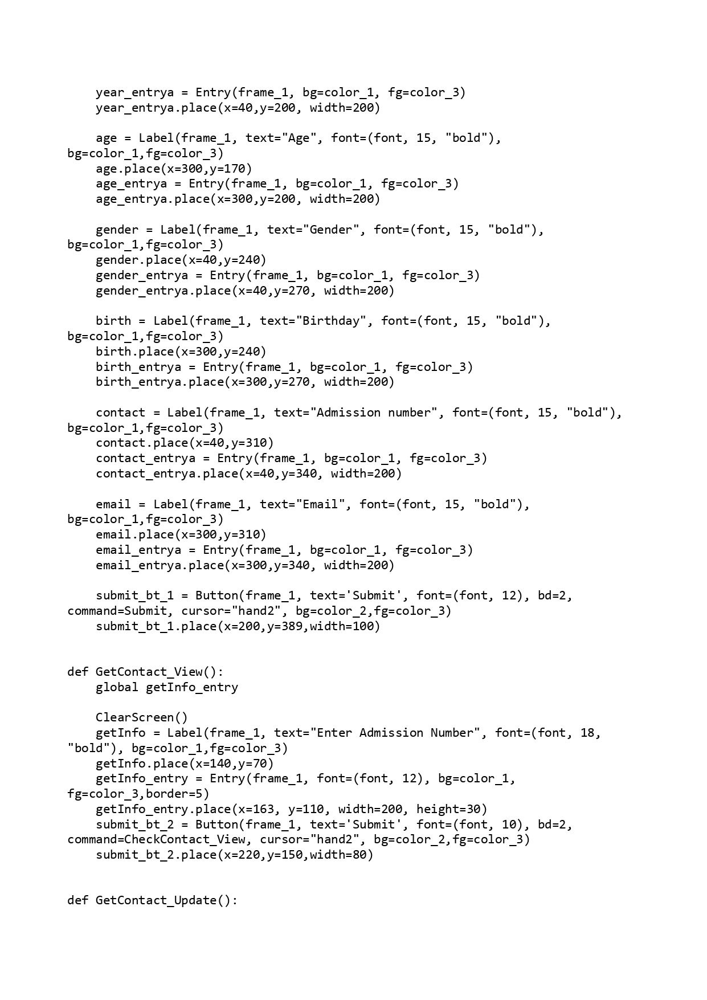 year_entrya = Entry(frame_1, bg=color_1, fg=color_3)
    year_entrya.place(x=40,y=200, width=200)

    age = Label(frame_1, text="Age", font=(font, 15, "bold"),
bg=color_1,fg=color_3)
    age.place(x=300,y=170)
    age_entrya = Entry(frame_1, bg=color_1, fg=color_3)
    age_entrya.place(x=300,y=200, width=200)

    gender = Label(frame_1, text="Gender", font=(font, 15, "bold"),
bg=color_1,fg=color_3)
    gender.place(x=40,y=240)
    gender_entrya = Entry(frame_1, bg=color_1, fg=color_3)
    gender_entrya.place(x=40,y=270, width=200)

    birth = Label(frame_1, text="Birthday", font=(font, 15, "bold"),
bg=color_1,fg=color_3)
    birth.place(x=300,y=240)
    birth_entrya = Entry(frame_1, bg=color_1, fg=color_3)
    birth_entrya.place(x=300,y=270, width=200)

    contact = Label(frame_1, text="Admission number", font=(font, 15, "bold"),
bg=color_1,fg=color_3)
    contact.place(x=40,y=310)
    contact_entrya = Entry(frame_1, bg=color_1, fg=color_3)
    contact_entrya.place(x=40,y=340, width=200)

    email = Label(frame_1, text="Email", font=(font, 15, "bold"),
bg=color_1,fg=color_3)
    email.place(x=300,y=310)
    email_entrya = Entry(frame_1, bg=color_1, fg=color_3)
    email_entrya.place(x=300,y=340, width=200)

    submit_bt_1 = Button(frame_1, text='Submit', font=(font, 12), bd=2,
command=Submit, cursor="hand2", bg=color_2,fg=color_3)
    submit_bt_1.place(x=200,y=389,width=100)


def GetContact_View():
    global getInfo_entry

    ClearScreen()
    getInfo = Label(frame_1, text="Enter Admission Number", font=(font, 18,
"bold"), bg=color_1,fg=color_3)
    getInfo.place(x=140,y=70)
    getInfo_entry = Entry(frame_1, font=(font, 12), bg=color_1,
fg=color_3,border=5)
    getInfo_entry.place(x=163, y=110, width=200, height=30)
    submit_bt_2 = Button(frame_1, text='Submit', font=(font, 10), bd=2,
command=CheckContact_View, cursor="hand2", bg=color_2,fg=color_3)
    submit_bt_2.place(x=220,y=150,width=80)


def GetContact_Update():